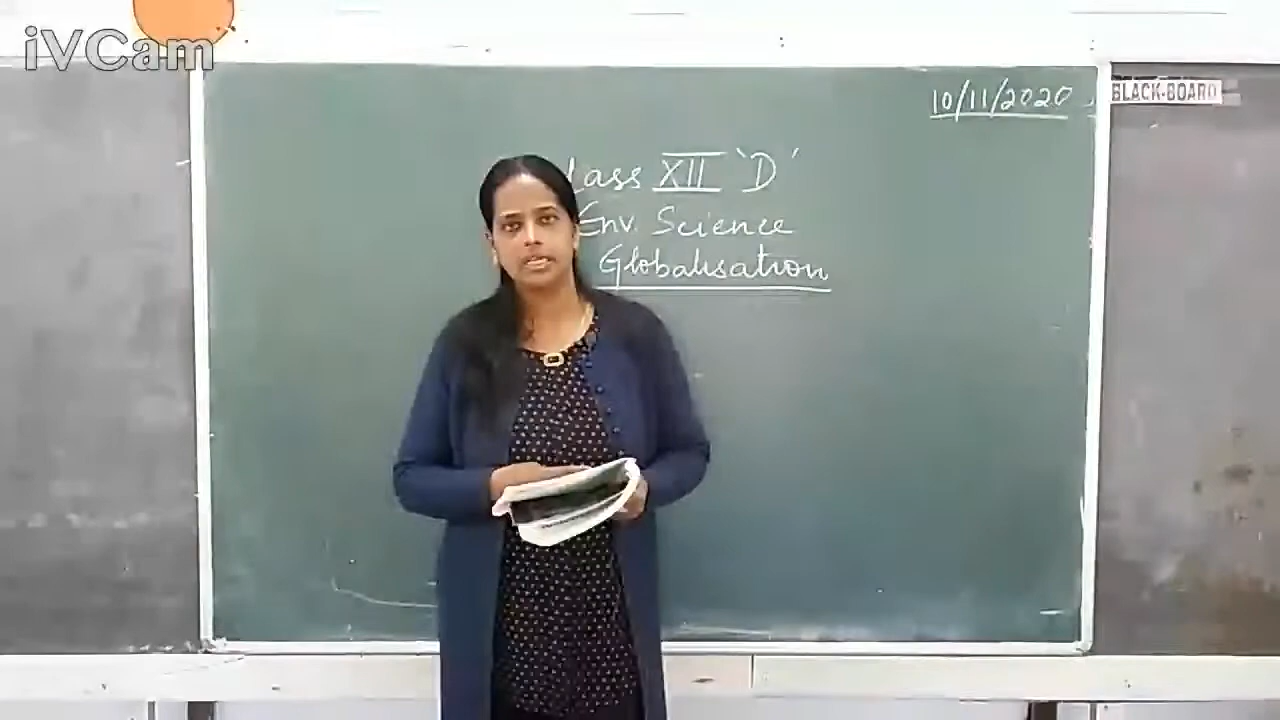 iVCam
10/11/2020
BLACK-BOARD
lass XII 'D'
Env. Science
Globalisation